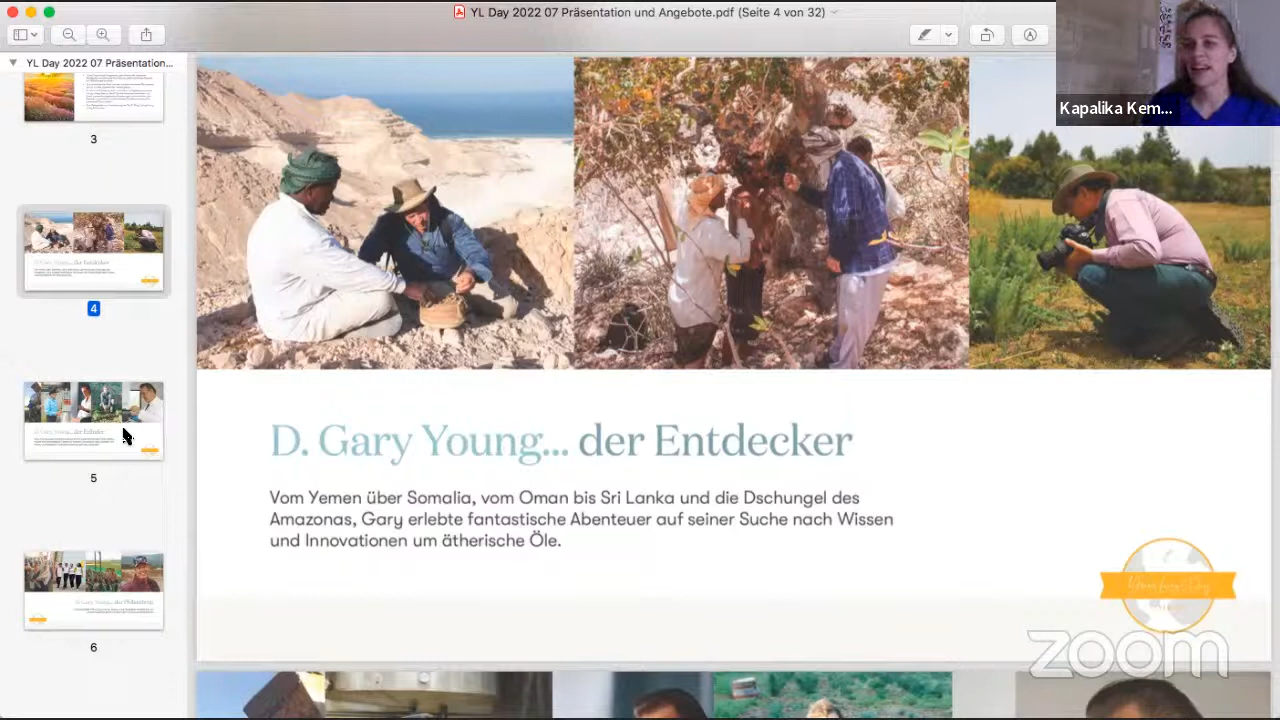 YL Day 2022 07 Präsentation und Angebote.pdf (Seite 4 von 32)
YL Day 2022 07 Präsentation...
3
4
5
6
Kapalika Kem...
D. Gary Young... der Entdecker
Vom Yemen über Somalia, vom Oman bis Sri Lanka und die Dschungel des
Amazonas, Gary erlebte fantastische Abenteuer auf seiner Suche nach Wissen
und Innovationen um ätherische Öle.
zoom